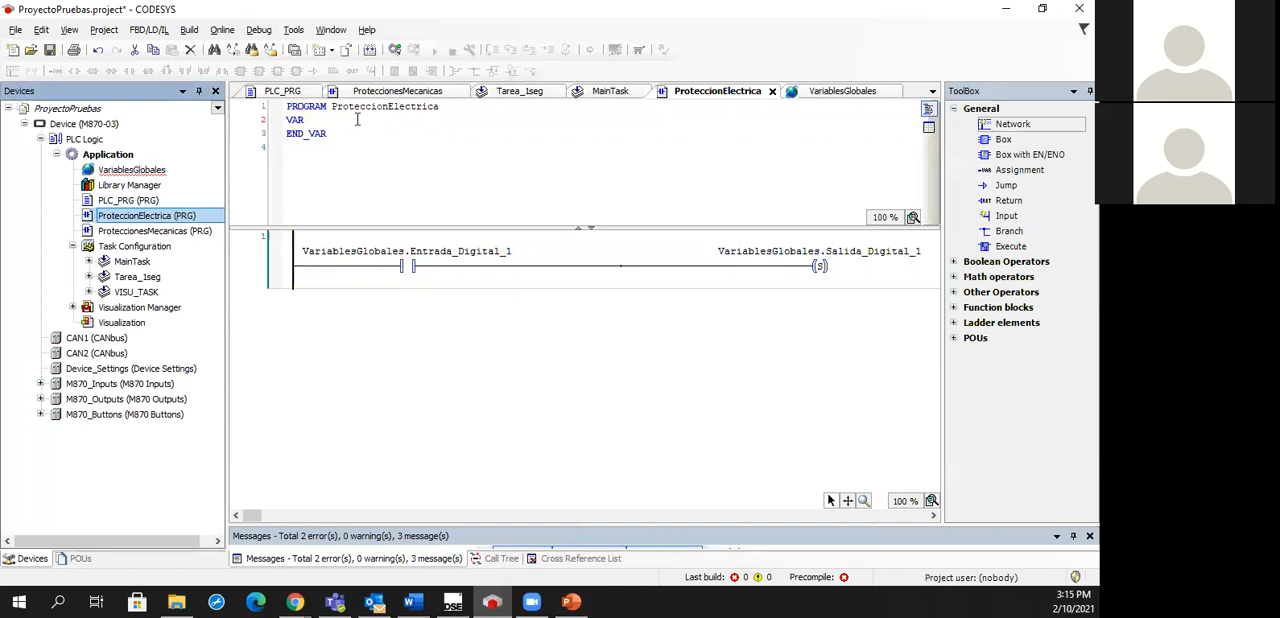 ProyectoPruebas.project* - CODESYS
File Edit View Project FBD/LD/IL Build Online Debug Tools Window Help
Devices
ProyectoPruebas
Device (M870-03)
PLC Logic
Application
VariablesGlobales
Library Manager
PLC_PRG (PRG)
ProteccionElectrica (PRG)
ProteccionesMecanicas (PRG)
Task Configuration
MainTask
Tarea_1seg
VISU_TASK
Visualization Manager
Visualization
CAN1 (CANbus)
CAN2 (CANbus)
Device_Settings (Device Settings)
M870_Inputs (M870 Inputs)
M870_Outputs (M870 Outputs)
M870_Buttons (M870 Buttons)
Devices POUs
PLC_PRG ProteccionesMecanicas Tarea_1seg MainTask ProteccionElectrica VariablesGlobales
1 PROGRAM ProteccionElectrica
2 VAR
3 END_VAR
4
100 %
1
VariablesGlobales.Entrada_Digital_1 VariablesGlobales.Salida_Digital_1
S
100 %
ToolBox
General
Network
Box
Box with EN/ENO
-VAR Assignment
Jump
-RET Return
Input
Branch
Execute
Boolean Operators
Math operators
Other Operators
Function blocks
Ladder elements
POUs
Messages - Total 2 error(s), 0 warning(s), 3 message(s)
Messages - Total 2 error(s), 0 warning(s), 3 message(s) Call Tree Cross Reference List
Last build: 0 0 Precompile: Project user: (nobody)
DSE
3:15 PM
2/10/2021